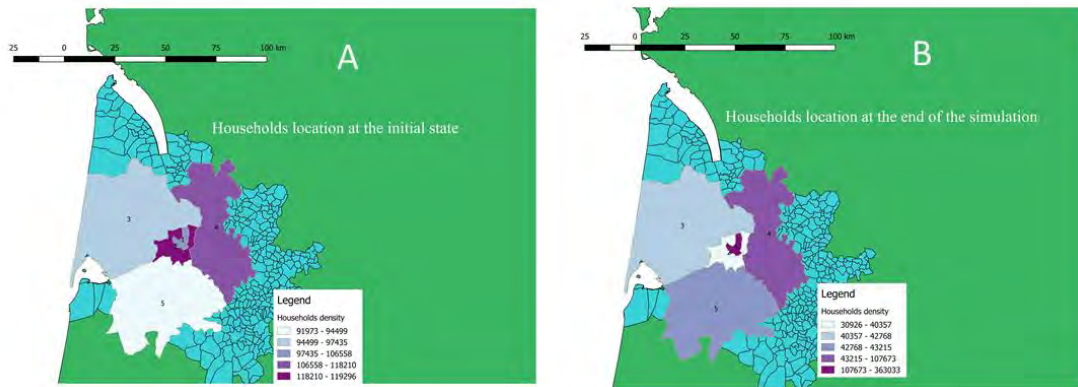 25 0 25 50 75 100 km
A
Households location at the initial state
3
4
5
Legend
Households density
91973 - 94499
94499 - 97435
97435 - 106558
106558 - 118210
118210 - 119296
25 0 25 50 75 100 km
B
Households location at the end of the simulation
3
4
5
Legend
Households density
30926 - 40357
40357 - 42768
42768 - 43215
43215 - 107673
107673 - 363033